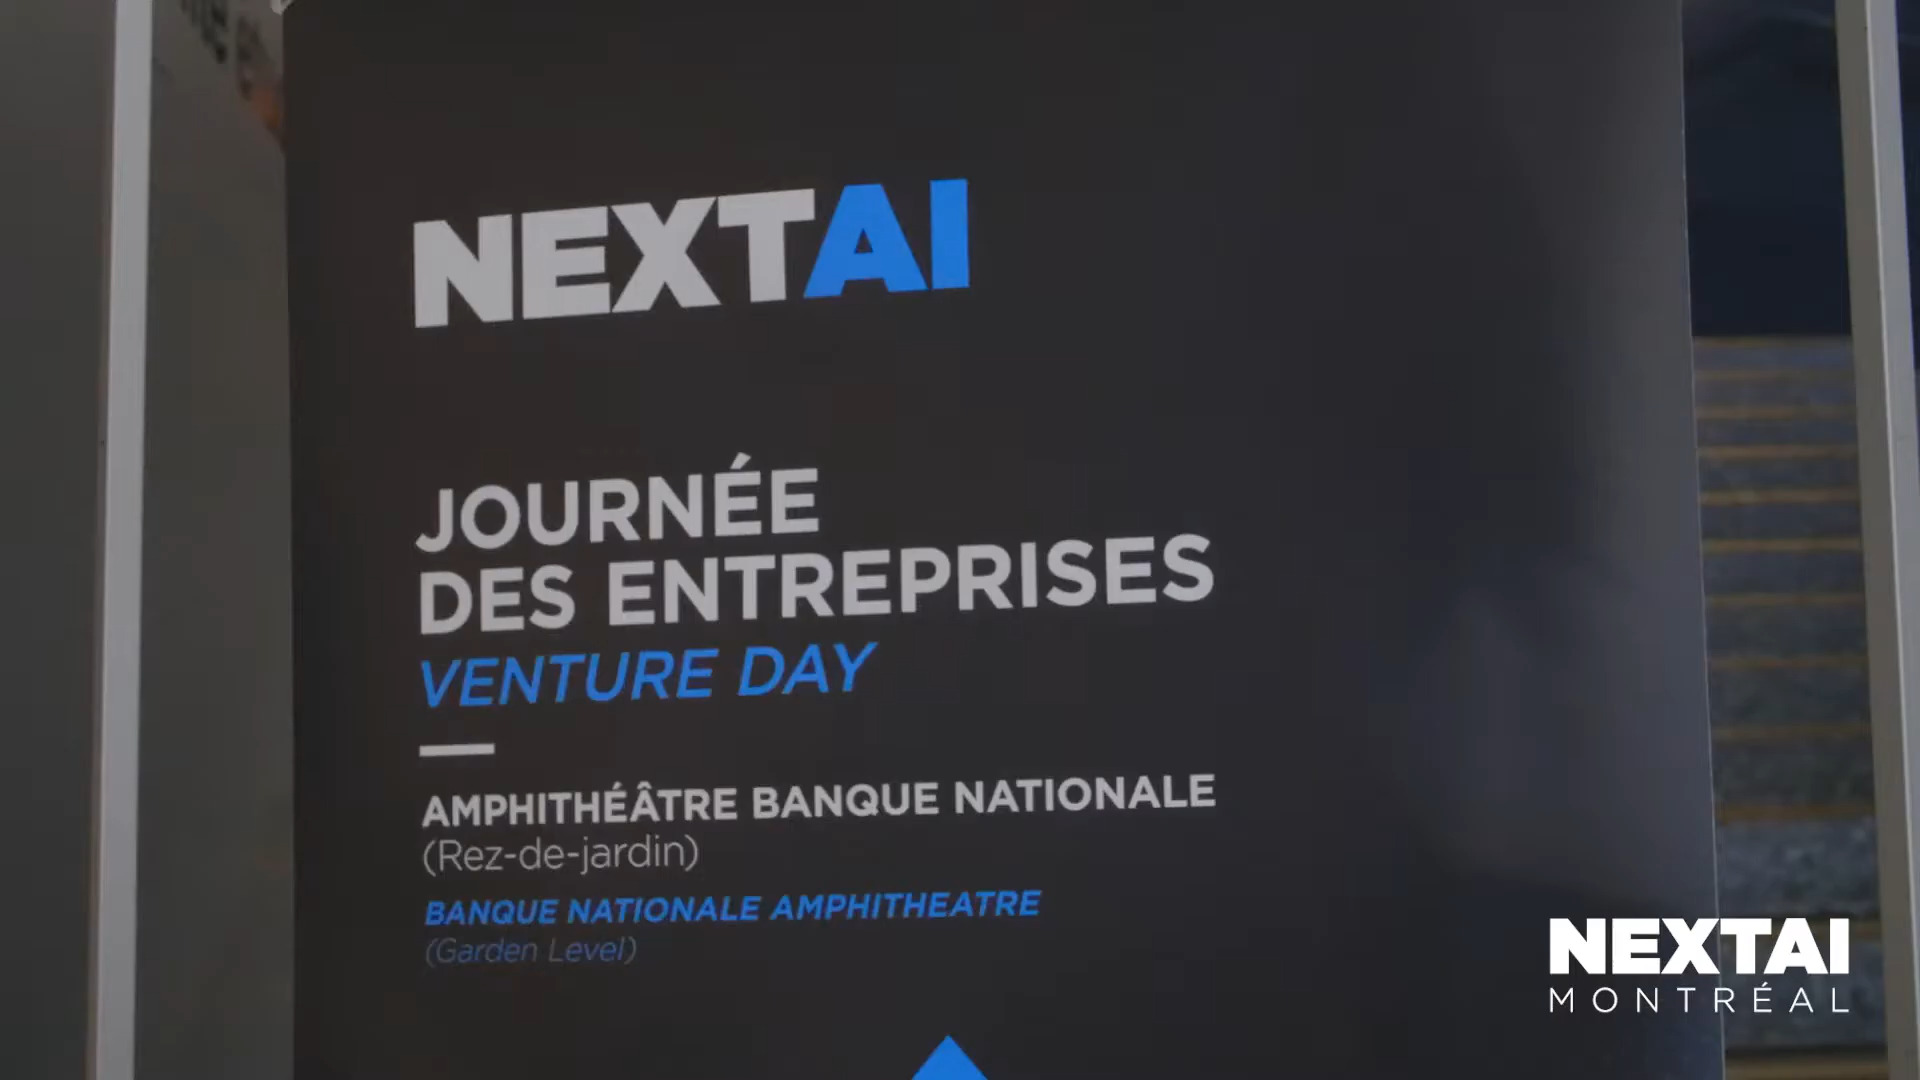 NEXTAI
JOURNÉE
DES ENTREPRISES
VENTURE DAY
AMPHITHÉÂTRE BANQUE NATIONALE
(Rez-de-jardin)
BANQUE NATIONALE AMPHITHEATRE
(Garden Level)
NEXTAI
MONTRÉAL